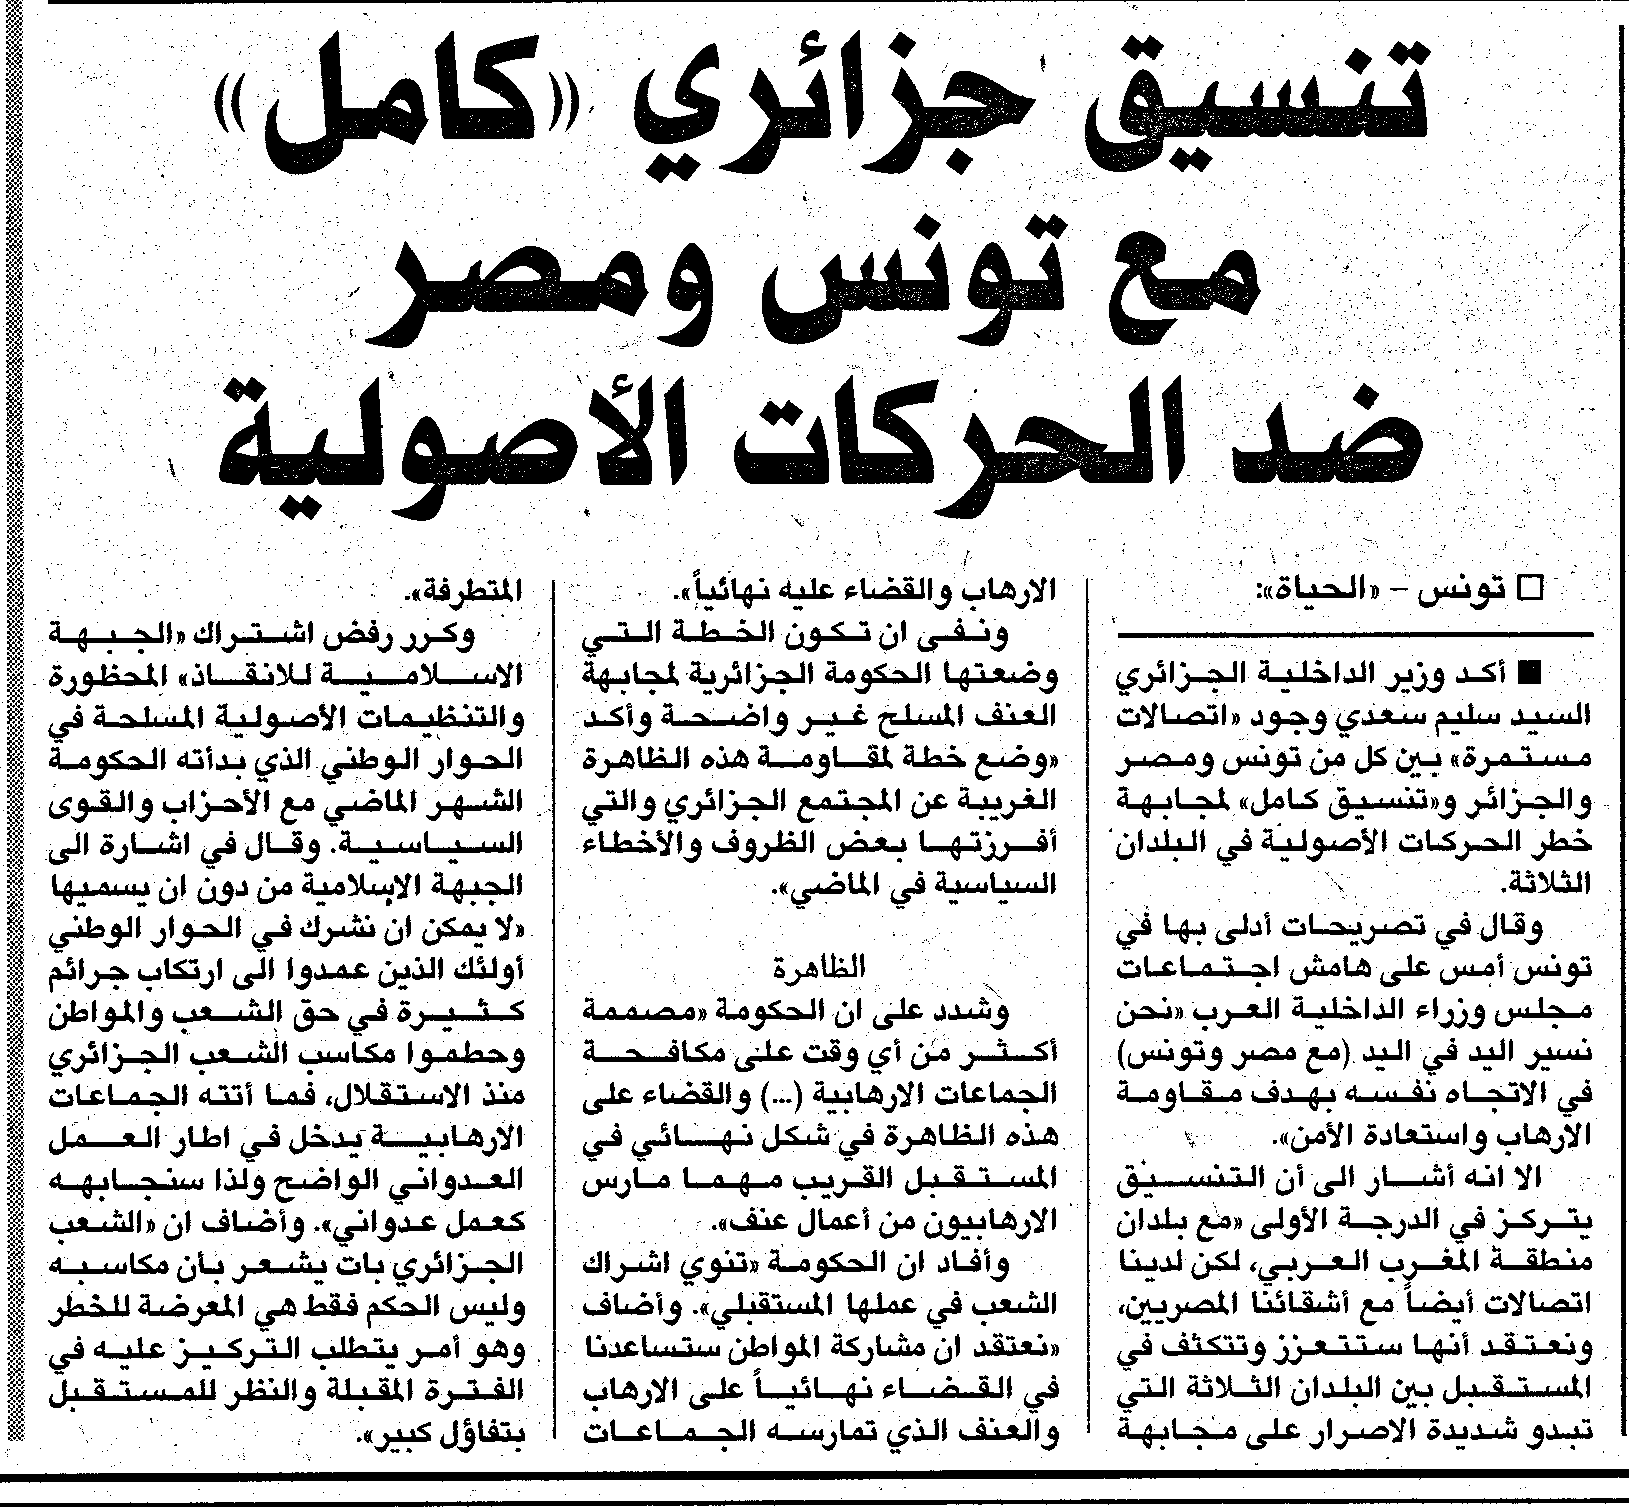 تنسيق جزائري «كامل»
مع تونس ومصر
ضد الحركات الأصولية
□ تونس – «الحياة»:
■ أكد وزير الداخلية الجزائري
السيد سليم سعدي وجود «اتصالات
مستمرة» بين كل من تونس ومصر
والجزائر و«تنسيق كامل» لمجابهة
خطر الحركات الأصولية في البلدان
الثلاثة.
وقال في تصريحات أدلى بها في
تونس أمس على هامش اجتماعات
مجلس وزراء الداخلية العرب «نحن
نسير اليد في اليد (مع مصر وتونس)
في الاتجاه نفسه بهدف مقاومة
الارهاب واستعادة الأمن».
الا انه أشار الى أن التنسيق
يتركز في الدرجة الأولى «مع بلدان
منطقة المغرب العربي، لكن لدينا
اتصالات أيضاً مع أشقائنا المصريين،
ونعتقد أنها ستتعزز وتتكثف في
المستقبل بين البلدان الثلاثة التي
تبدو شديدة الاصرار على مجابهة
الارهاب والقضاء عليه نهائياً».
ونفى ان تكون الخطة التي
وضعتها الحكومة الجزائرية لمجابهة
العنف المسلح غير واضحة وأكد
«وضع خطة لمقاومة هذه الظاهرة
الغريبة عن المجتمع الجزائري والتي
أفرزتها بعض الظروف والأخطاء
السياسية في الماضي».
الظاهرة
وشدد على ان الحكومة «مصممة
أكثر من أي وقت على مكافحة
الجماعات الارهابية (...) والقضاء على
هذه الظاهرة في شكل نهائي في
المستقبل القريب مهما مارس
الارهابيون من أعمال عنف».
وأفاد ان الحكومة «تنوي اشراك
الشعب في عملها المستقبلي». وأضاف
«نعتقد ان مشاركة المواطن ستساعدنا
في القضاء نهائياً على الارهاب
والعنف الذي تمارسه الجماعات
المتطرفة».
وكرر رفض اشتراك «الجبهة
الاسلامية للانقاذ» المحظورة
والتنظيمات الأصولية المسلحة في
الحوار الوطني الذي بدأته الحكومة
الشهر الماضي مع الأحزاب والقوى
السياسية. وقال في اشارة الى
الجبهة الإسلامية من دون ان يسميها
«لا يمكن ان نشرك في الحوار الوطني
أولئك الذين عمدوا الى ارتكاب جرائم
كثيرة في حق الشعب والمواطن
وحطموا مكاسب الشعب الجزائري
منذ الاستقلال، فما أتته الجماعات
الارهابية يدخل في اطار العمل
العدواني الواضح ولذا سنجابهه
كعمل عدواني». وأضاف ان «الشعب
الجزائري بات يشعر بأن مكاسبه
وليس الحكم فقط هي المعرضة للخطر
وهو أمر يتطلب التركيز عليه في
الفترة المقبلة والنظر للمستقبل
بتفاؤل كبير».